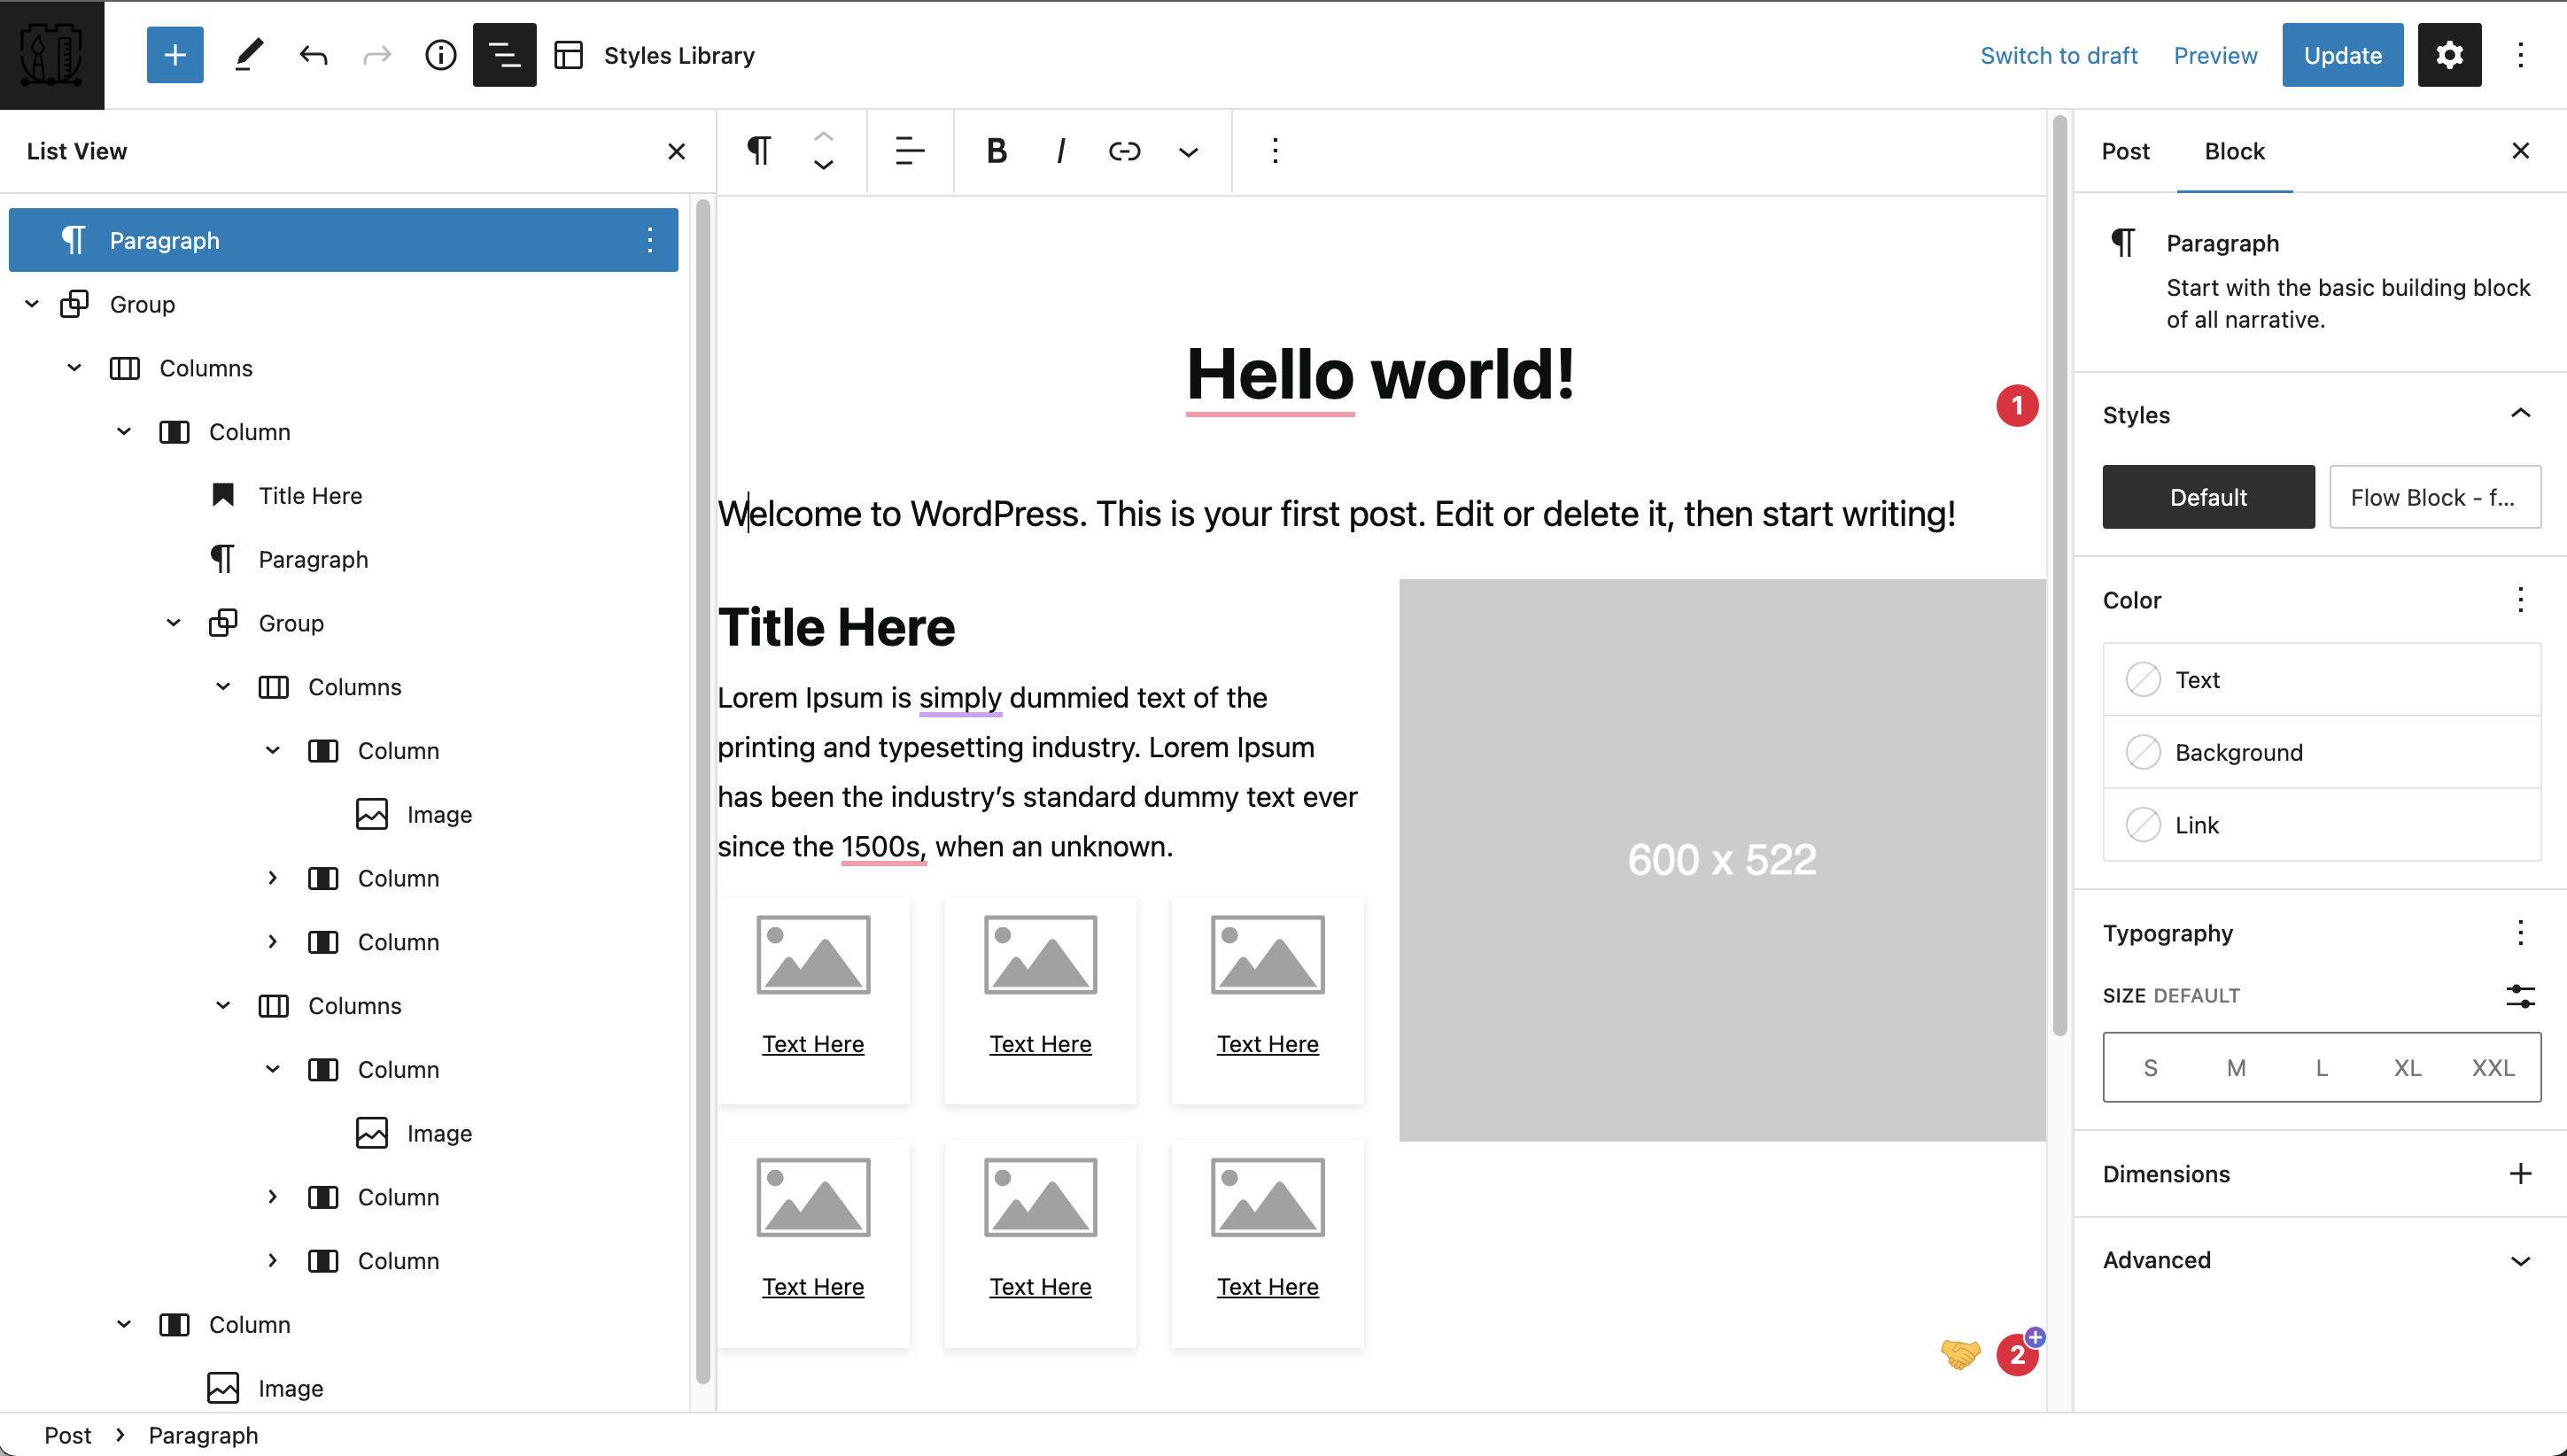 Styles Library
Switch to draft
Preview
Update
List View
Paragraph
Group
Columns
Column
Title Here
Paragraph
Group
Columns
Column
Image
Column
Column
Columns
Column
Image
Column
Column
Column
Image
B I
Hello world!
1
Welcome to WordPress. This is your first post. Edit or delete it, then start writing!
Title Here
Lorem Ipsum is simply dummied text of the
printing and typesetting industry. Lorem Ipsum
has been the industry’s standard dummy text ever
since the 1500s, when an unknown.
600 x 522
Text Here Text Here Text Here
Text Here Text Here Text Here
2
Post Block
Paragraph
Start with the basic building block
of all narrative.
Styles
Default
Flow Block - f...
Color
Text
Background
Link
Typography
SIZE DEFAULT
S M L XL XXL
Dimensions
Advanced
Post
Paragraph